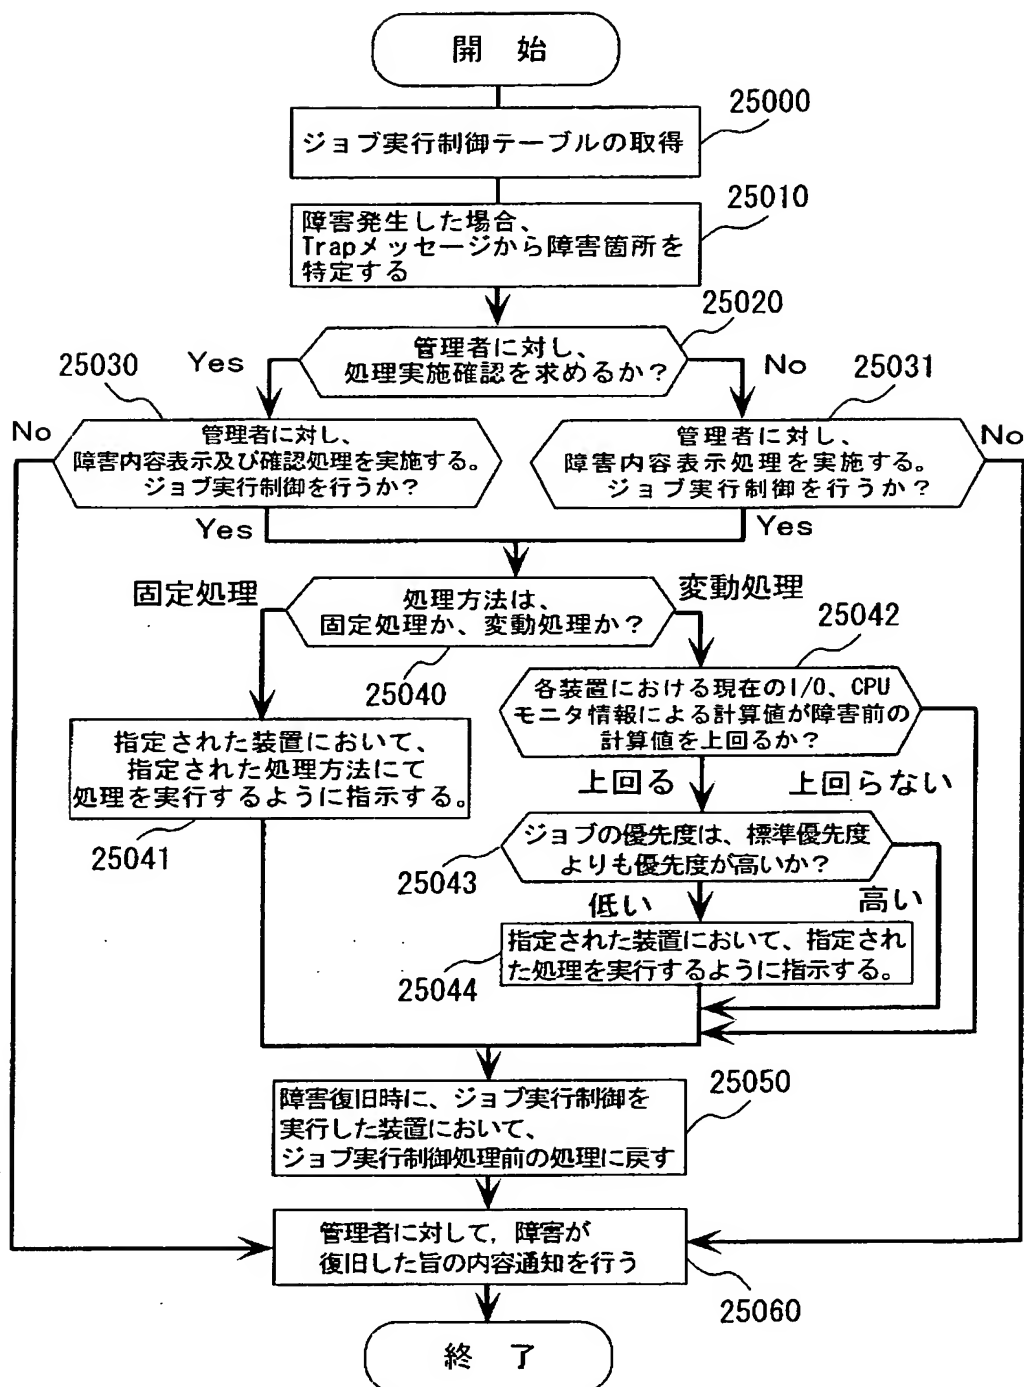 開 始
25000
ジョブ実行制御テーブルの取得
25010
障害発生した場合、
Trapメッセージから障害箇所を
特定する
25020
管理者に対し、
処理実施確認を求めるか？
Yes
No
25030
25031
No
管理者に対し、
障害内容表示及び確認処理を実施する。
ジョブ実行制御を行うか？
管理者に対し、
障害内容表示処理を実施する。
ジョブ実行制御を行うか？
No
Yes
Yes
固定処理
処理方法は、
固定処理か、変動処理か？
変動処理
25040
25042
各装置における現在のI/O、CPU
モニタ情報による計算値が障害前の
計算値を上回るか？
指定された装置において、
指定された処理方法にて
処理を実行するように指示する。
25041
上回る
上回らない
ジョブの優先度は、標準優先度
よりも優先度が高いか？
25043
低い
高い
指定された装置において、指定され
た処理を実行するように指示する。
25044
25050
障害復旧時に、ジョブ実行制御を
実行した装置において、
ジョブ実行制御処理前の処理に戻す
管理者に対して，障害が
復旧した旨の内容通知を行う
25060
終 了